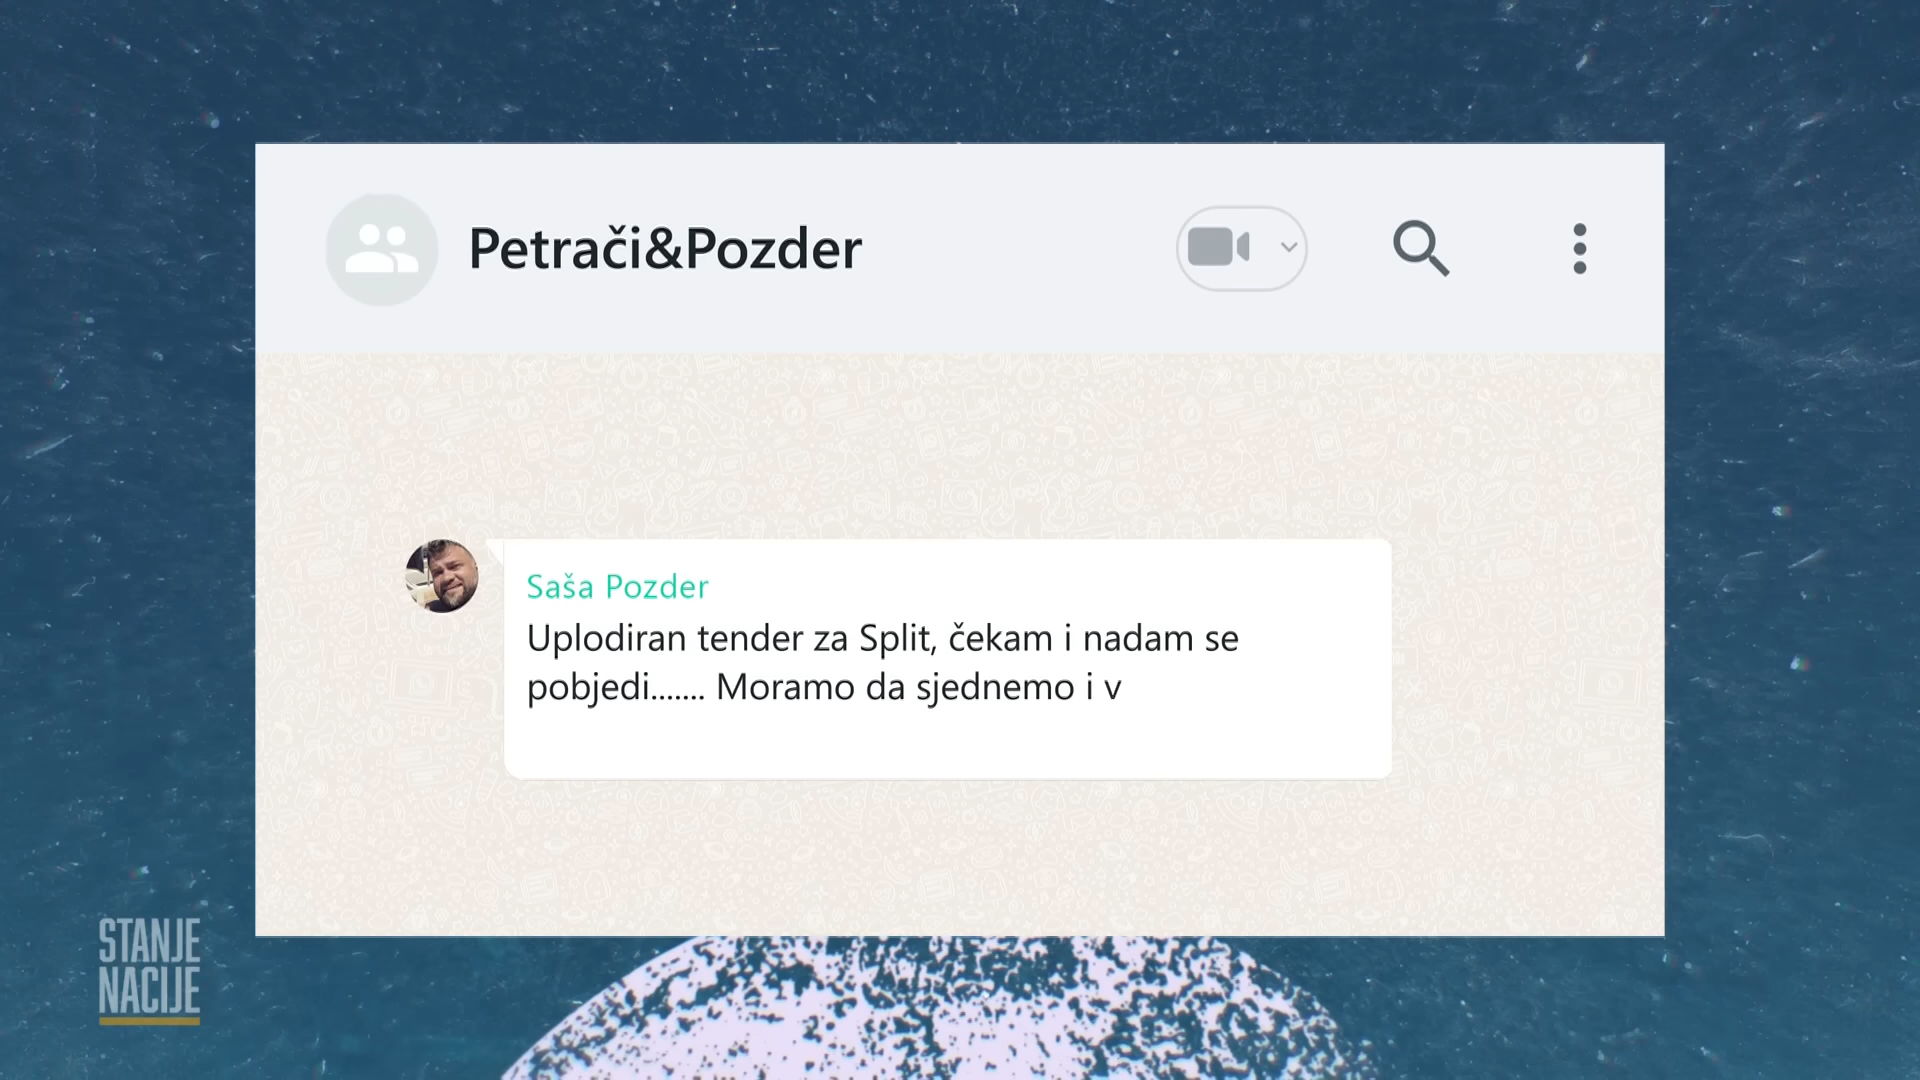 Petrači&Pozder
Saša Pozder
Uplodiran tender za Split, čekam i nadam se
pobjedi....... Moramo da sjednemo i v
STANJE
NACIJE